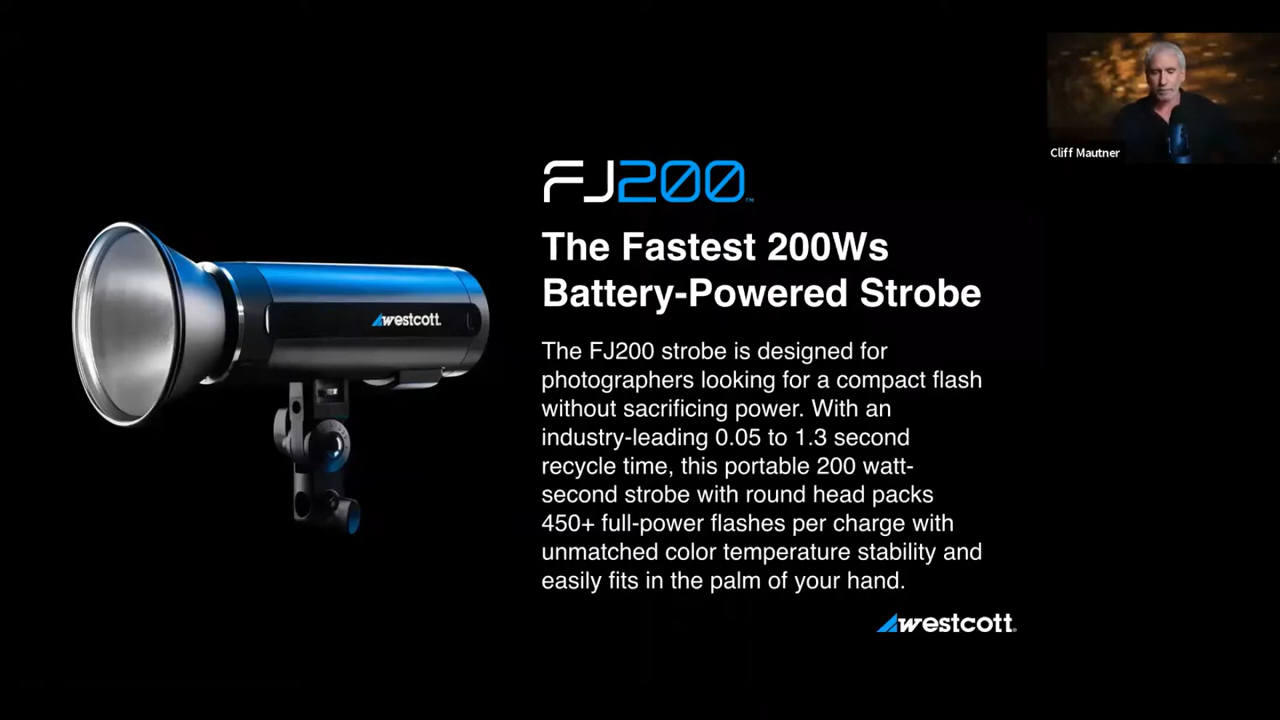 Cliff Mautner
FJ200™
The Fastest 200Ws
Battery-Powered Strobe
westcott.
The FJ200 strobe is designed for
photographers looking for a compact flash
without sacrificing power. With an
industry-leading 0.05 to 1.3 second
recycle time, this portable 200 watt-
second strobe with round head packs
450+ full-power flashes per charge with
unmatched color temperature stability and
easily fits in the palm of your hand.
westcott®